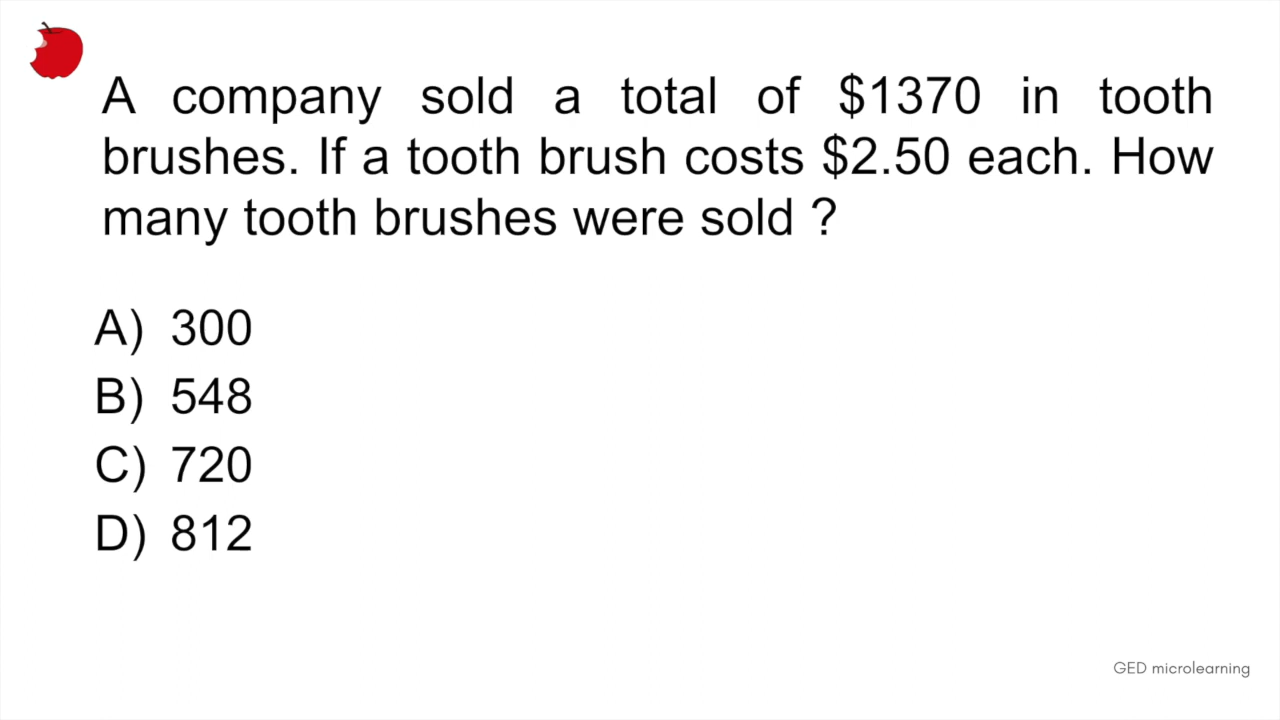 A company sold a total of $1370 in tooth
brushes. If a tooth brush costs $2.50 each. How
many tooth brushes were sold ?
A) 300
B) 548
C) 720
D) 812
GED microlearning